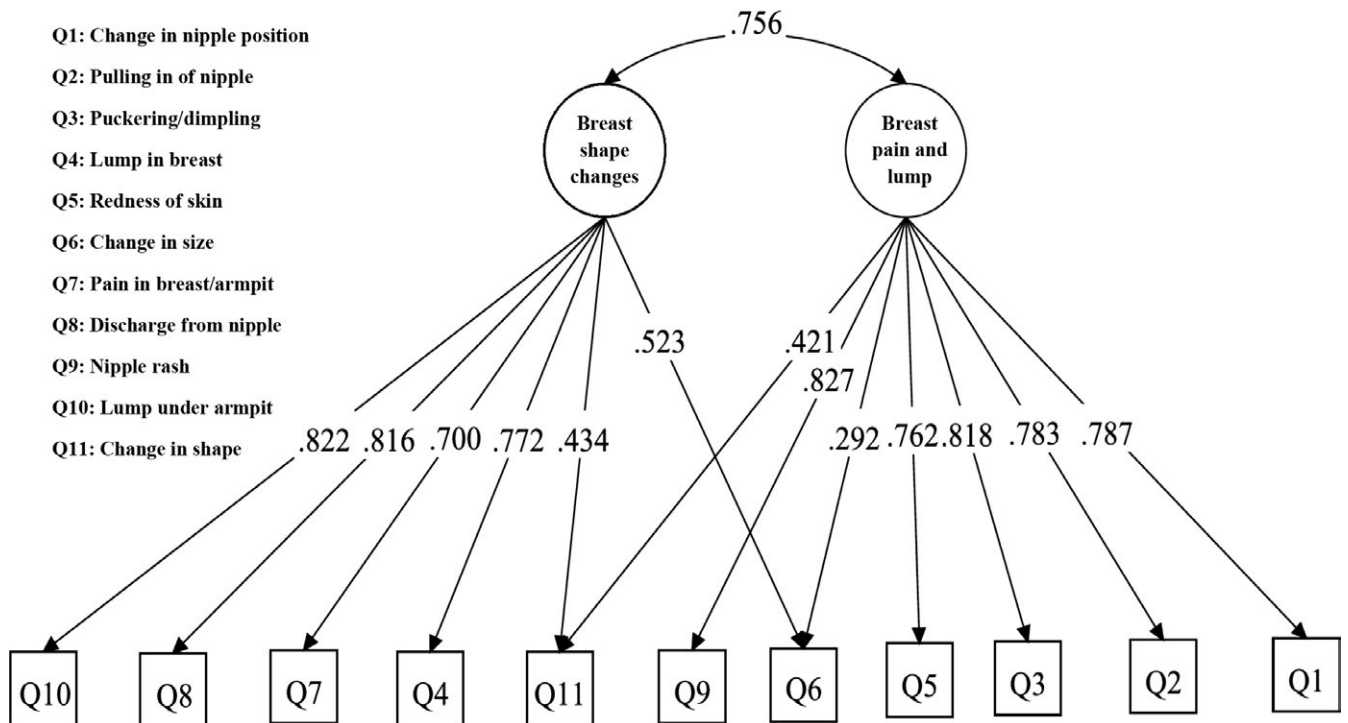 .756
Q1: Change in nipple position
Q2: Pulling in of nipple
Q3: Puckering/dimpling
Q4: Lump in breast
Q5: Redness of skin
Q6: Change in size
Q7: Pain in breast/armpit
Q8: Discharge from nipple
Q9: Nipple rash
Q10: Lump under armpit
Q11: Change in shape
Breast
shape
changes
Breast
pain and
lump
.523
.421
.827
.822
.816
.700
.772
.434
.292
.762
.818
.783
.787
Q10
Q8
Q7
Q4
Q11
Q9
Q6
Q5
Q3
Q2
Q1